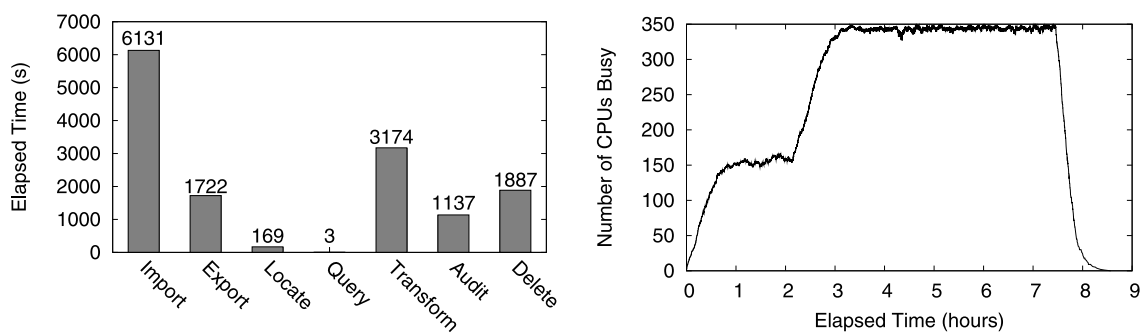 Elapsed Time (s)
7000
6000
5000
4000
3000
2000
1000
0
6131
1722
169
3
3174
1137
1887
Import
Export
Locate
Query
Transform
Audit
Delete
Number of CPUs Busy
350
300
250
200
150
100
50
0
0 1 2 3 4 5 6 7 8 9
Elapsed Time (hours)